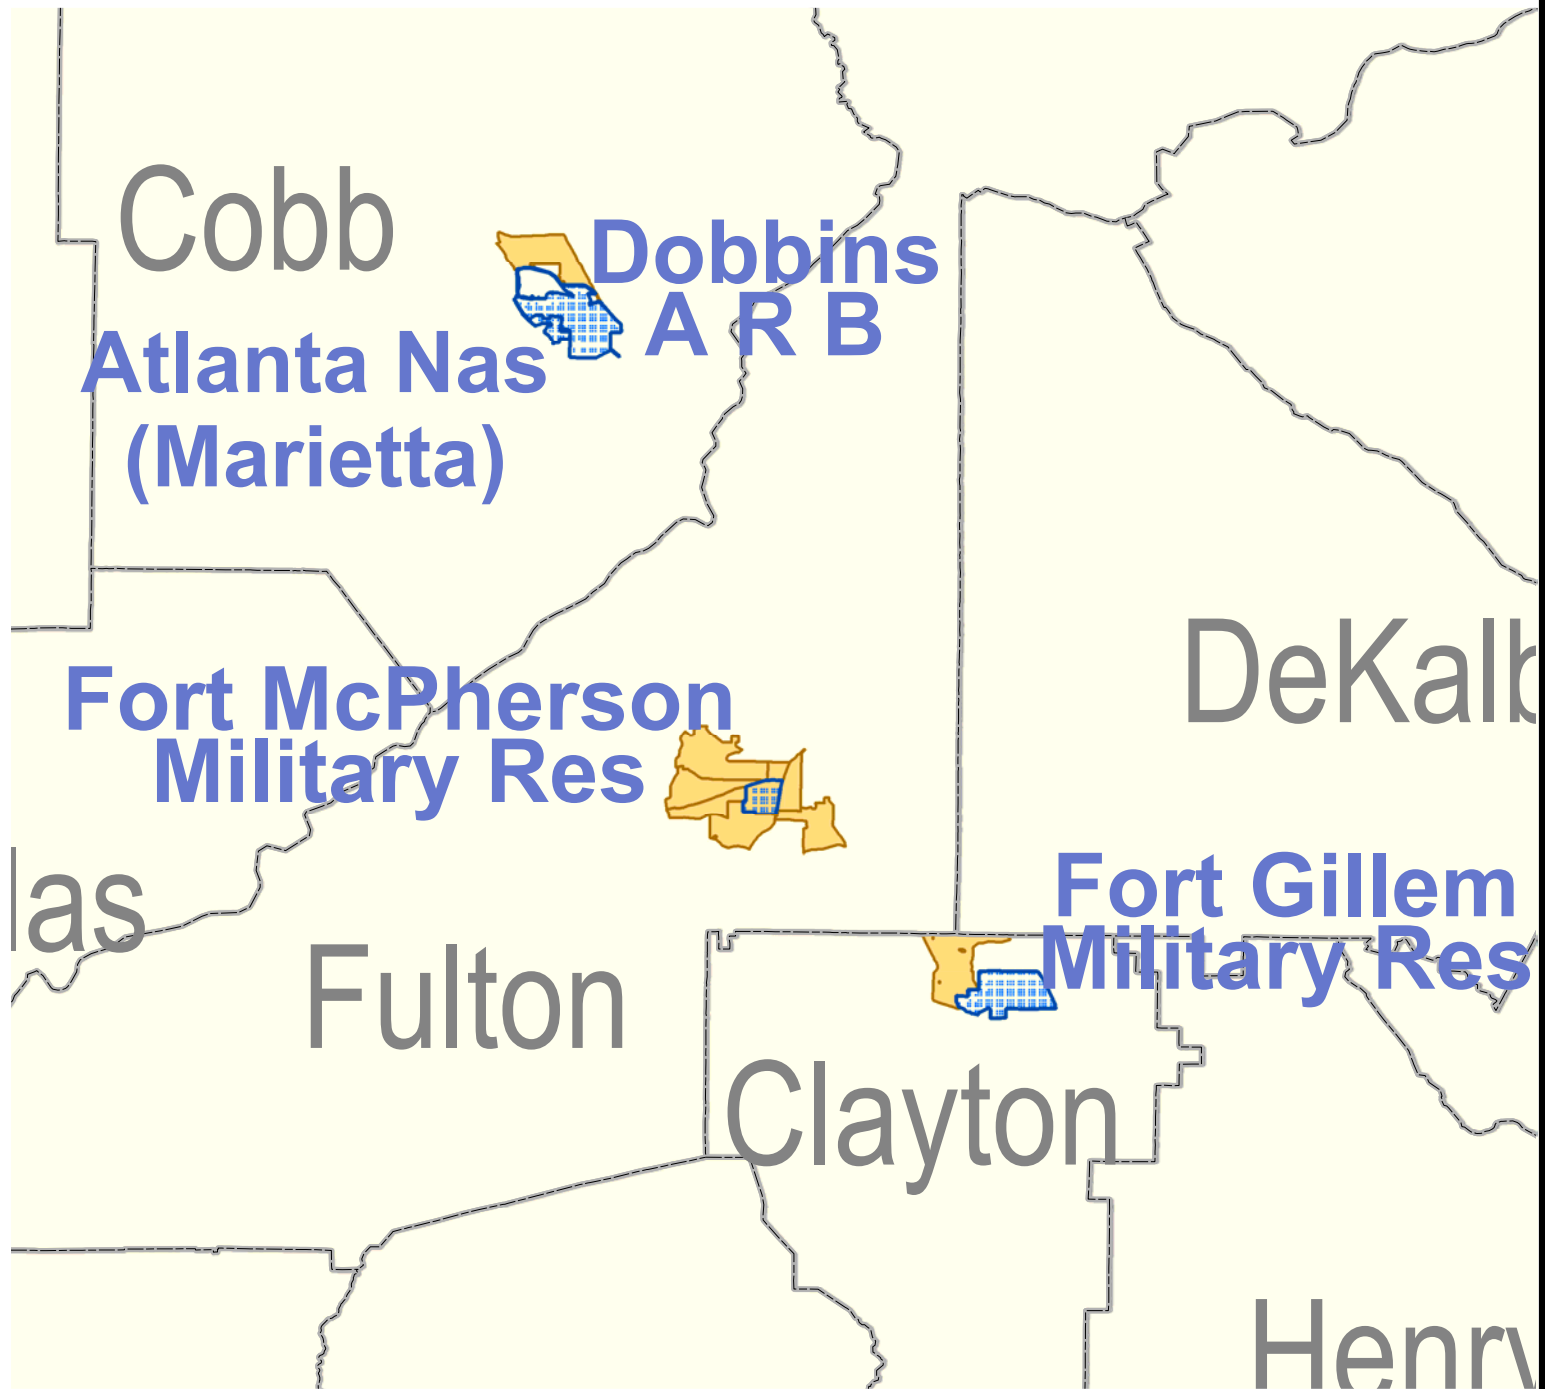 Cobb
Dobbins
A R B
Atlanta Nas
(Marietta)
DeKalb
Fort McPherson
Military Res
las
Fort Gillem
Military Res
Fulton
Clayton
Henry